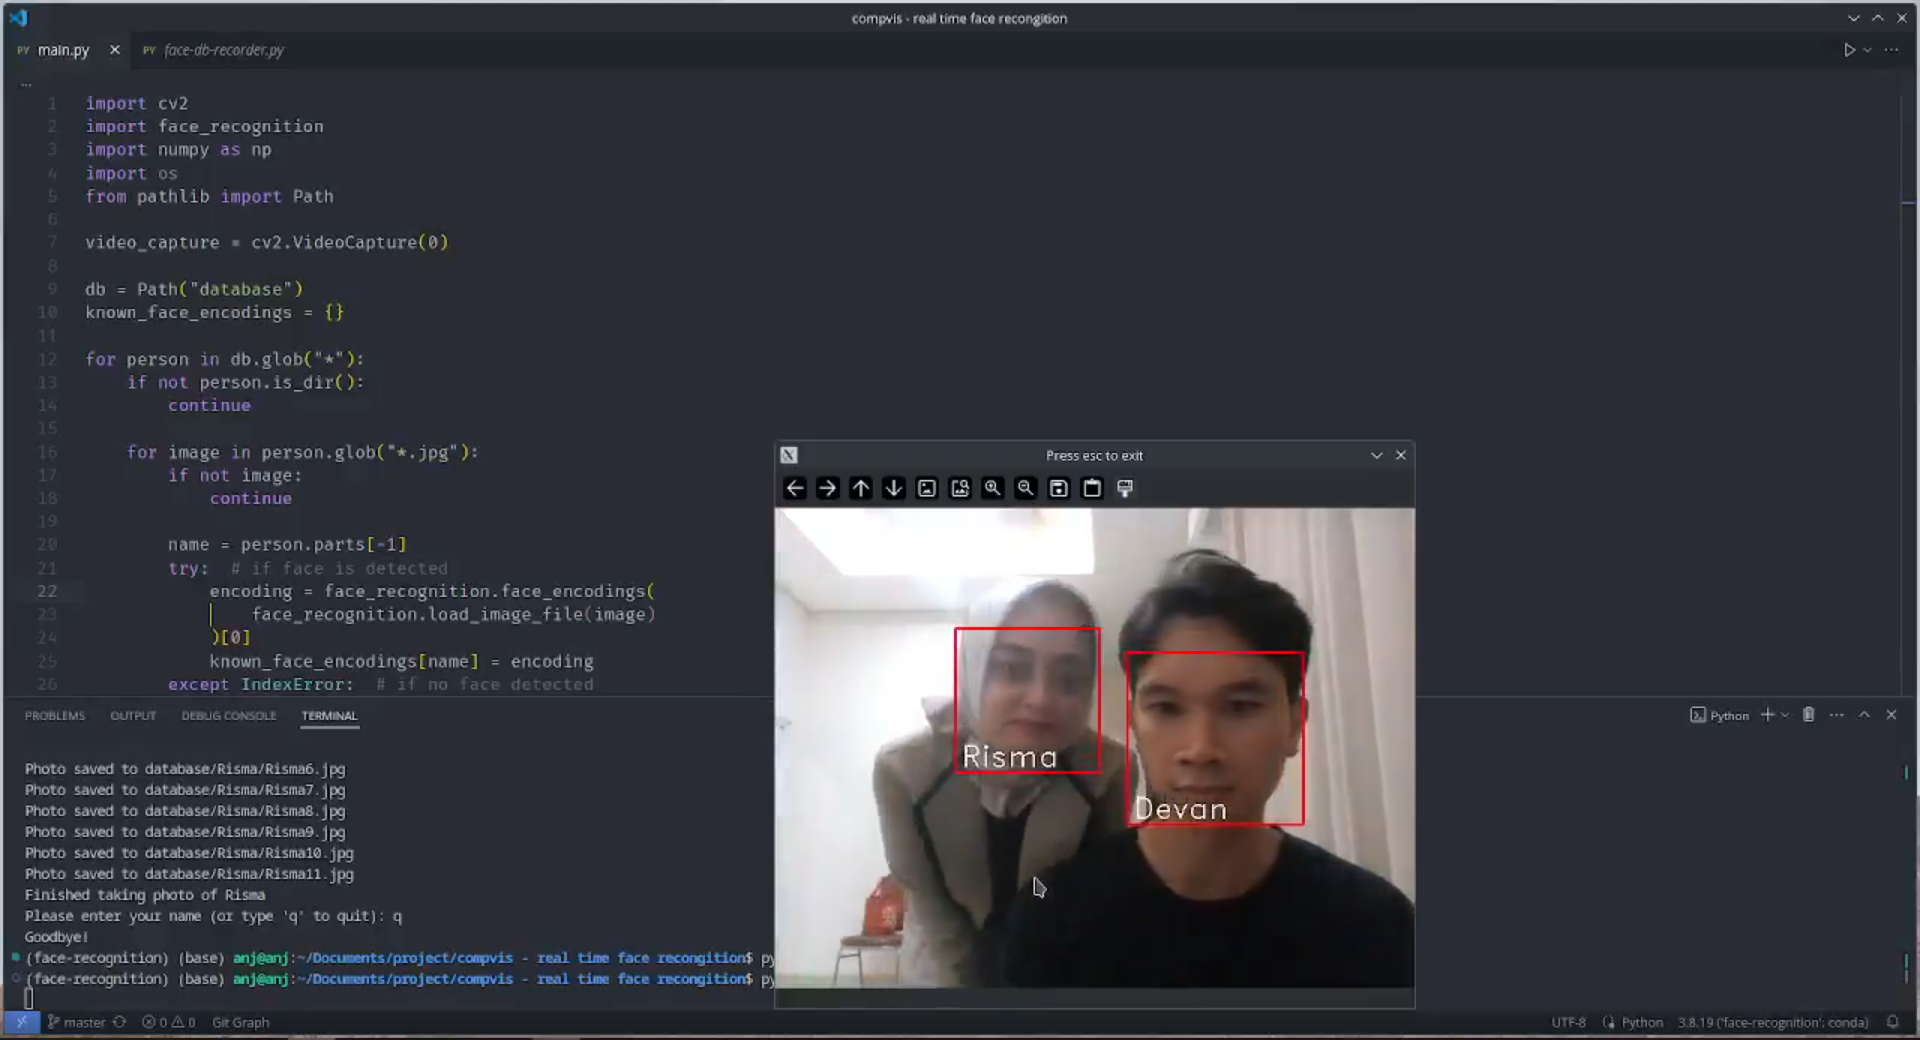 compvis - real time face recongition
PY main.py
PY face-db-recorder.py
...
1 import cv2
2 import face_recognition
3 import numpy as np
4 import os
5 from pathlib import Path
6
7 video_capture = cv2.VideoCapture(0)
8
9 db = Path("database")
10 known_face_encodings = {}
11
12 for person in db.glob("*"):
13 if not person.is_dir():
14 continue
15
16 for image in person.glob("*.jpg"):
17 if not image:
18 continue
19
20 name = person.parts[-1]
21 try:  # if face is detected
22 encoding = face_recognition.face_encodings(
23 face_recognition.load_image_file(image)
24 )[0]
25 known_face_encodings[name] = encoding
26 except IndexError:  # if no face detected
Press esc to exit
Risma
Devan
PROBLEMS OUTPUT DEBUG CONSOLE TERMINAL
Python
Photo saved to database/Risma/Risma6.jpg
Photo saved to database/Risma/Risma7.jpg
Photo saved to database/Risma/Risma8.jpg
Photo saved to database/Risma/Risma9.jpg
Photo saved to database/Risma/Risma10.jpg
Photo saved to database/Risma/Risma11.jpg
Finished taking photo of Risma
Please enter your name (or type 'q' to quit): q
Goodbye!
(face-recognition) (base) anj@anj:~/Documents/project/compvis - real time face recongition$ py
(face-recognition) (base) anj@anj:~/Documents/project/compvis - real time face recongition$ py
master 0 0 Git Graph
UTF-8 Python 3.8.19 ('face-recognition': conda)